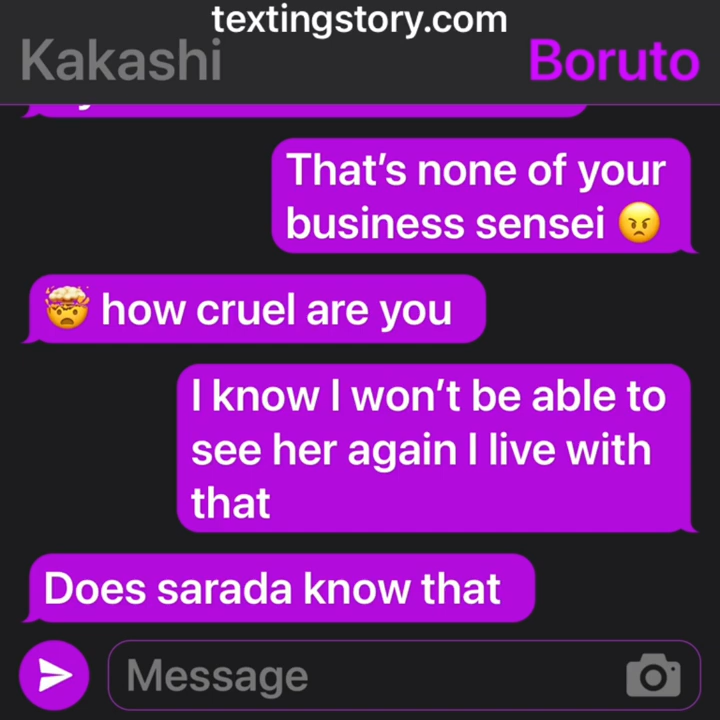 textingstory.com
Kakashi
Boruto
That’s none of your
business sensei 😠
🤯 how cruel are you
I know I won’t be able to
see her again I live with
that
Does sarada know that
Message